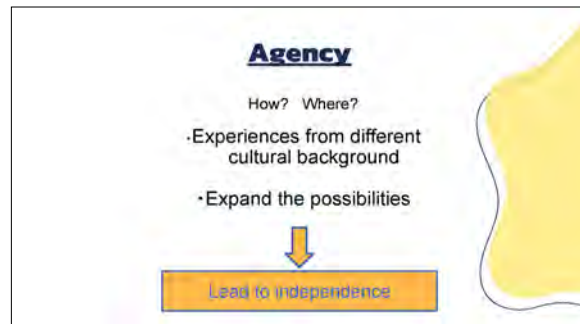 Agency
How? Where?
・Experiences from different
cultural background
・Expand the possibilities
Lead to independence